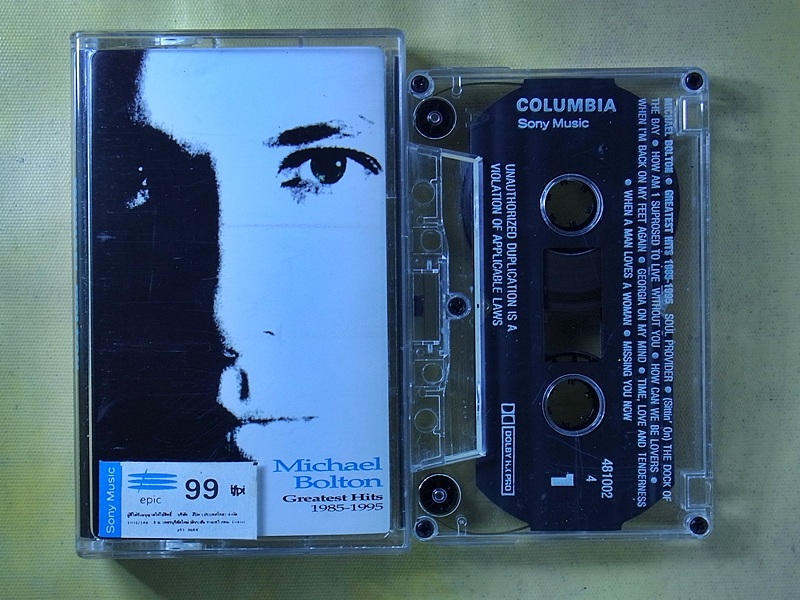 Michael
Bolton
Greatest Hits
1985-1995
Sony Music
epic
99
COLUMBIA
Sony Music
UNAUTHORIZED DUPLICATION IS A
VIOLATION OF APPLICABLE LAWS
MICHAEL BOLTON • GREATEST HITS 1985-1995 SOUL PROVIDER • (Sittin' On) THE DOCK OF
THE BAY • HOW AM I SUPROSED TO LIVE WITHOUT YOU • HOW CAN WE BE LOVERS •
WHEN I'M BACK ON MY FEET AGAIN • GEORGIA ON MY MIND • TIME, LOVE AND TENDERNESS
• WHEN A MAN LOVES A WOMAN • MISSING YOU NOW
DOLBY HX PRO
1
481002
4